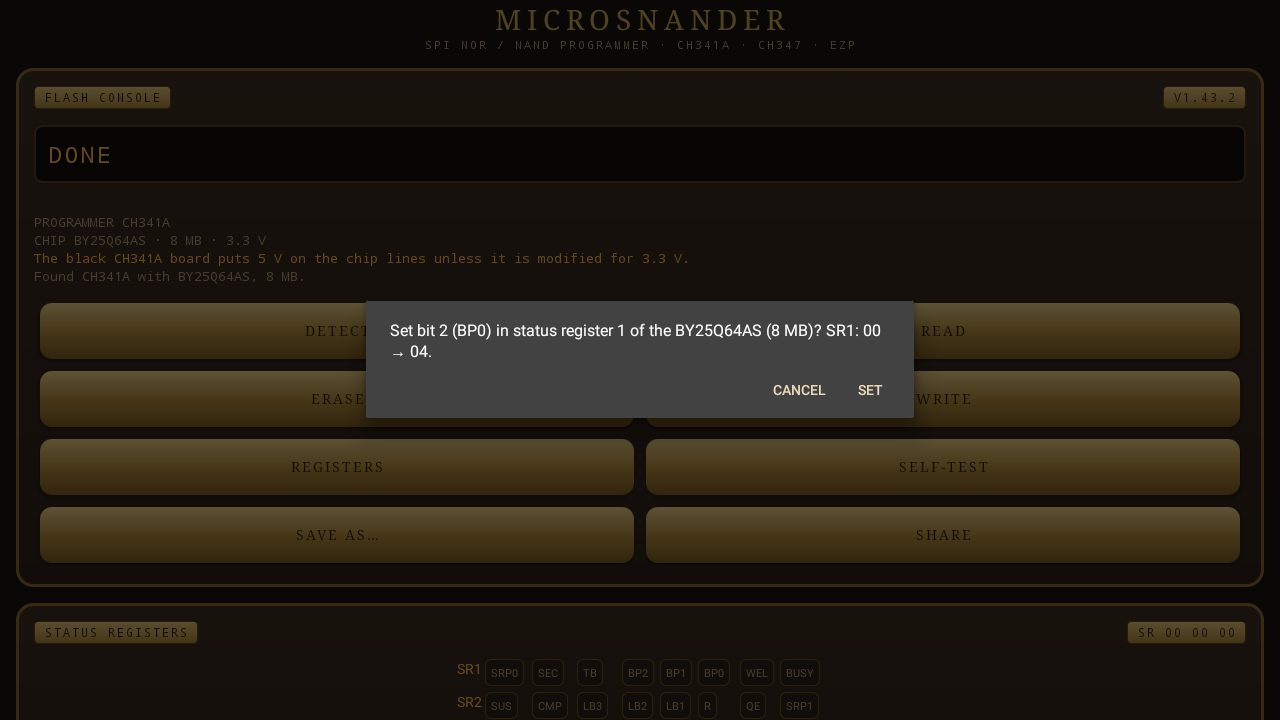 MICROSNANDER
SPI NOR / NAND PROGRAMMER · CH341A · CH347 · EZP
FLASH CONSOLE
V1.43.2
DONE
PROGRAMMER CH341A
CHIP BY25Q64AS · 8 MB · 3.3 V
The black CH341A board puts 5 V on the chip lines unless it is modified for 3.3 V.
Found CH341A with BY25Q64AS, 8 MB.
DETECT
READ
Set bit 2 (BP0) in status register 1 of the BY25Q64AS (8 MB)? SR1: 00
→ 04.
CANCEL SET
ERASE
WRITE
REGISTERS
SELF-TEST
SAVE AS…
SHARE
STATUS REGISTERS
SR 00 00 00
SR1 SRP0 SEC TB BP2 BP1 BP0 WEL BUSY
SR2 SUS CMP LB3 LB2 LB1 R QE SRP1